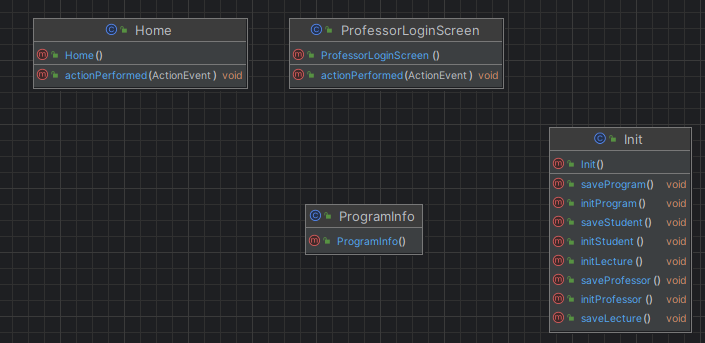 Home
Home()
actionPerformed(ActionEvent) void
ProfessorLoginScreen
ProfessorLoginScreen ()
actionPerformed(ActionEvent) void
Init
Init()
saveProgram() void
initProgram() void
saveStudent() void
initStudent() void
initLecture () void
saveProfessor () void
initProfessor () void
saveLecture() void
ProgramInfo
ProgramInfo()